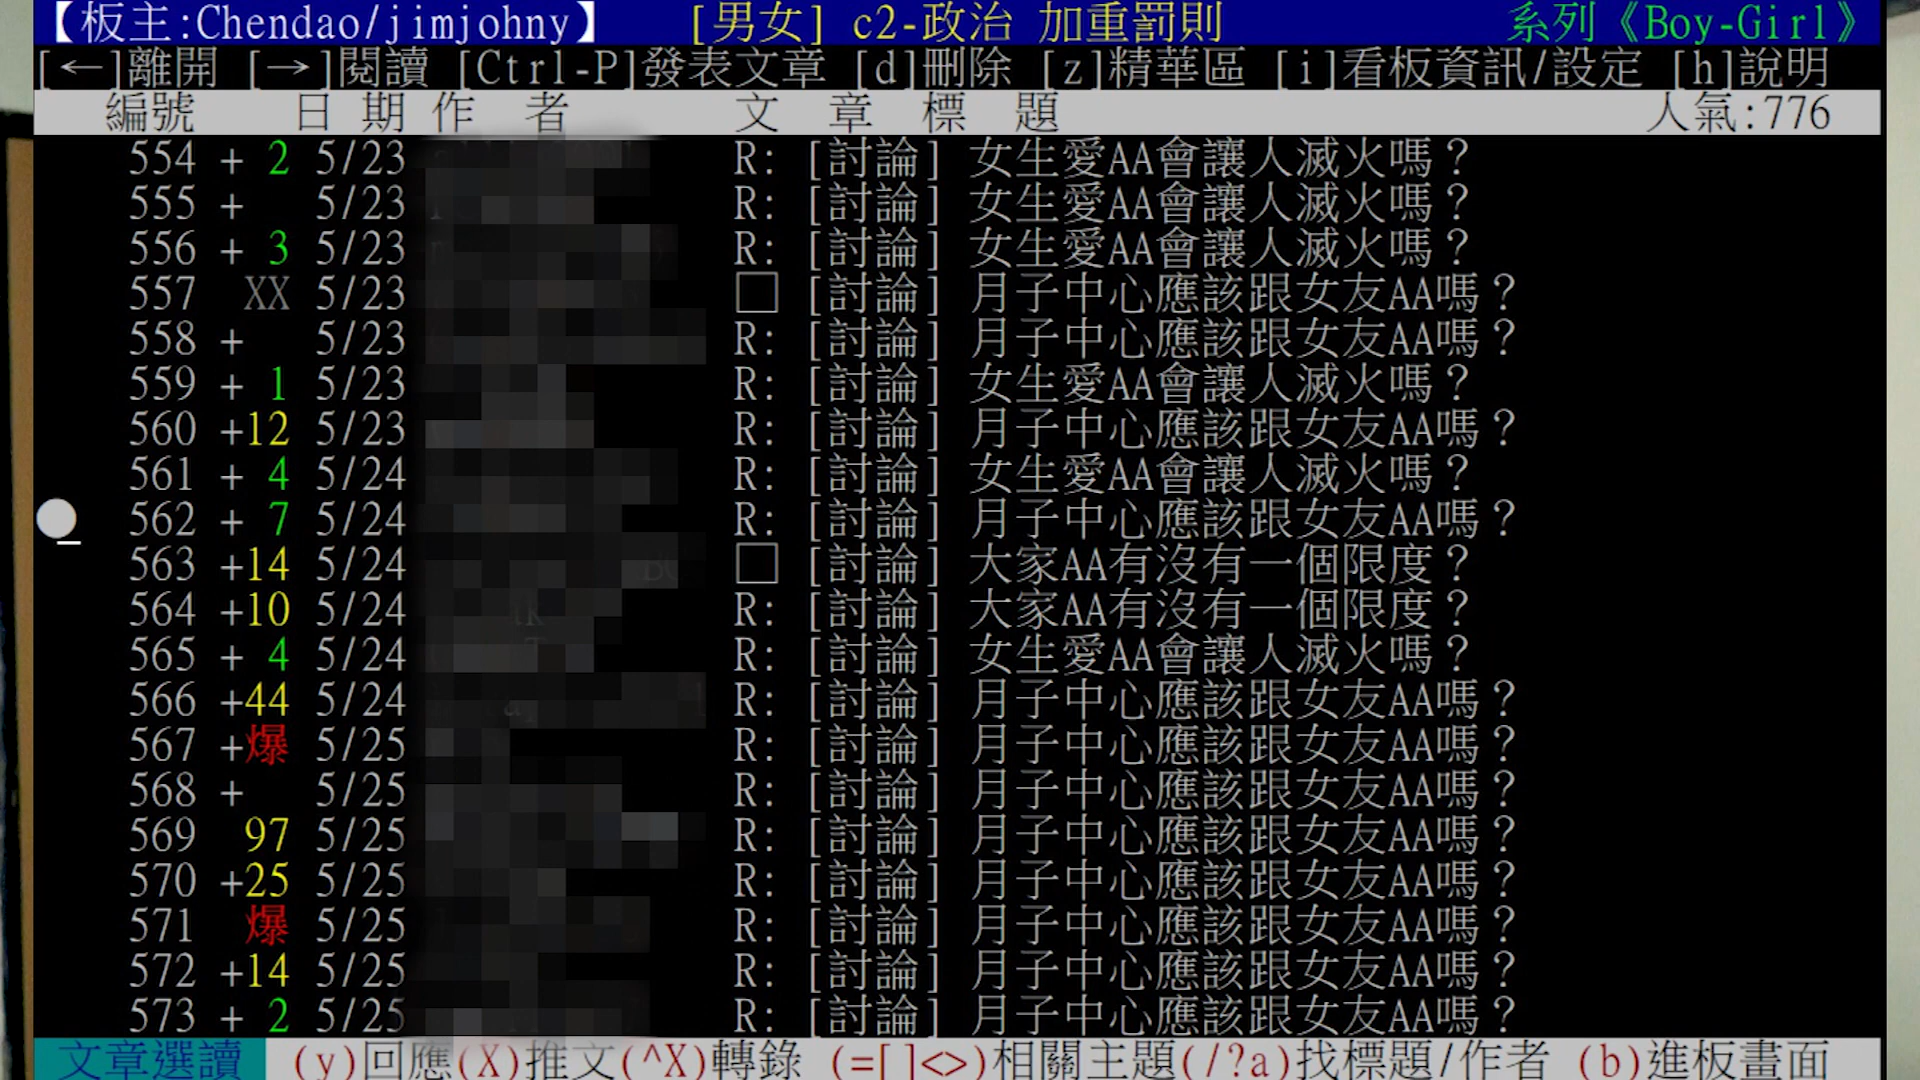 【板主:Chendao/jimjohny】 [男女] c2-政治 加重罰則 系列《Boy-Girl》
[←]離開 [→]閱讀 [Ctrl-P]發表文章 [d]刪除 [z]精華區 [i]看板資訊/設定 [h]說明
編號 日 期 作 者 文 章 標 題 人氣:776
554 + 2 5/23 R: [討論] 女生愛AA會讓人滅火嗎？
555 + 5/23 R: [討論] 女生愛AA會讓人滅火嗎？
556 + 3 5/23 R: [討論] 女生愛AA會讓人滅火嗎？
557 XX 5/23 □ [討論] 月子中心應該跟女友AA嗎？
558 + 5/23 R: [討論] 月子中心應該跟女友AA嗎？
559 + 1 5/23 R: [討論] 女生愛AA會讓人滅火嗎？
560 +12 5/23 R: [討論] 月子中心應該跟女友AA嗎？
561 + 4 5/24 R: [討論] 女生愛AA會讓人滅火嗎？
● 562 + 7 5/24 R: [討論] 月子中心應該跟女友AA嗎？
563 +14 5/24 □ [討論] 大家AA有沒有一個限度？
564 +10 5/24 R: [討論] 大家AA有沒有一個限度？
565 + 4 5/24 R: [討論] 女生愛AA會讓人滅火嗎？
566 +44 5/24 R: [討論] 月子中心應該跟女友AA嗎？
567 +爆 5/25 R: [討論] 月子中心應該跟女友AA嗎？
568 + 5/25 R: [討論] 月子中心應該跟女友AA嗎？
569 97 5/25 R: [討論] 月子中心應該跟女友AA嗎？
570 +25 5/25 R: [討論] 月子中心應該跟女友AA嗎？
571 爆 5/25 R: [討論] 月子中心應該跟女友AA嗎？
572 +14 5/25 R: [討論] 月子中心應該跟女友AA嗎？
573 + 2 5/25 R: [討論] 月子中心應該跟女友AA嗎？
文章選讀 (y)回應(X)推文(^X)轉錄 (=[]<>)相關主題(/?a)找標題/作者 (b)進板畫面